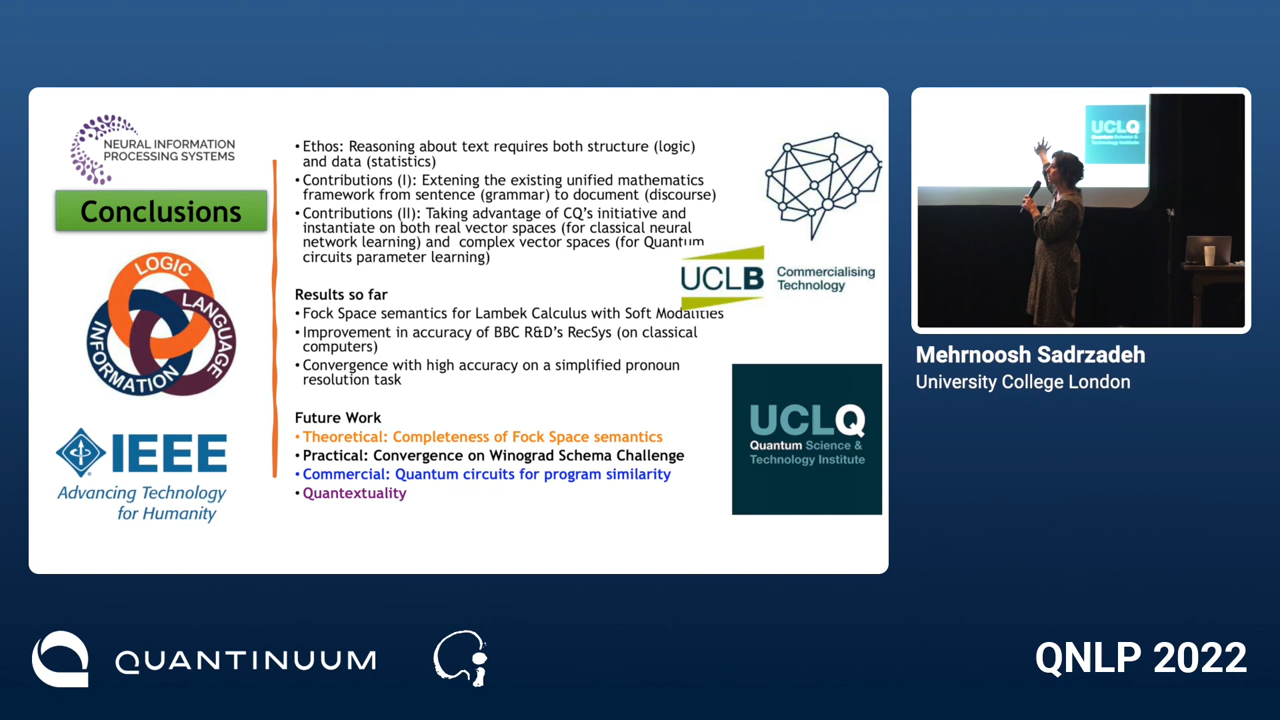 NEURAL INFORMATION
PROCESSING SYSTEMS
Conclusions
LOGIC
LANGUAGE
INFORMATION
IEEE
Advancing Technology
for Humanity
• Ethos: Reasoning about text requires both structure (logic)
and data (statistics)
• Contributions (I): Extening the existing unified mathematics
framework from sentence (grammar) to document (discourse)
• Contributions (II): Taking advantage of CQ's initiative and
instantiate on both real vector spaces (for classical neural
network learning) and complex vector spaces (for Quantum
circuits parameter learning)
Results so far
• Fock Space semantics for Lambek Calculus with Soft Modalities
• Improvement in accuracy of BBC R&D's RecSys (on classical
computers)
• Convergence with high accuracy on a simplified pronoun
resolution task
Future Work
• Theoretical: Completeness of Fock Space semantics
• Practical: Convergence on Winograd Schema Challenge
• Commercial: Quantum circuits for program similarity
• Quantextuality
UCLB Commercialising
Technology
UCLQ
Quantum Science &
Technology Institute
UCLQ
Quantum Science &
Technology Institute
Mehrnoosh Sadrzadeh
University College London
QUANTINUUM
QNLP 2022